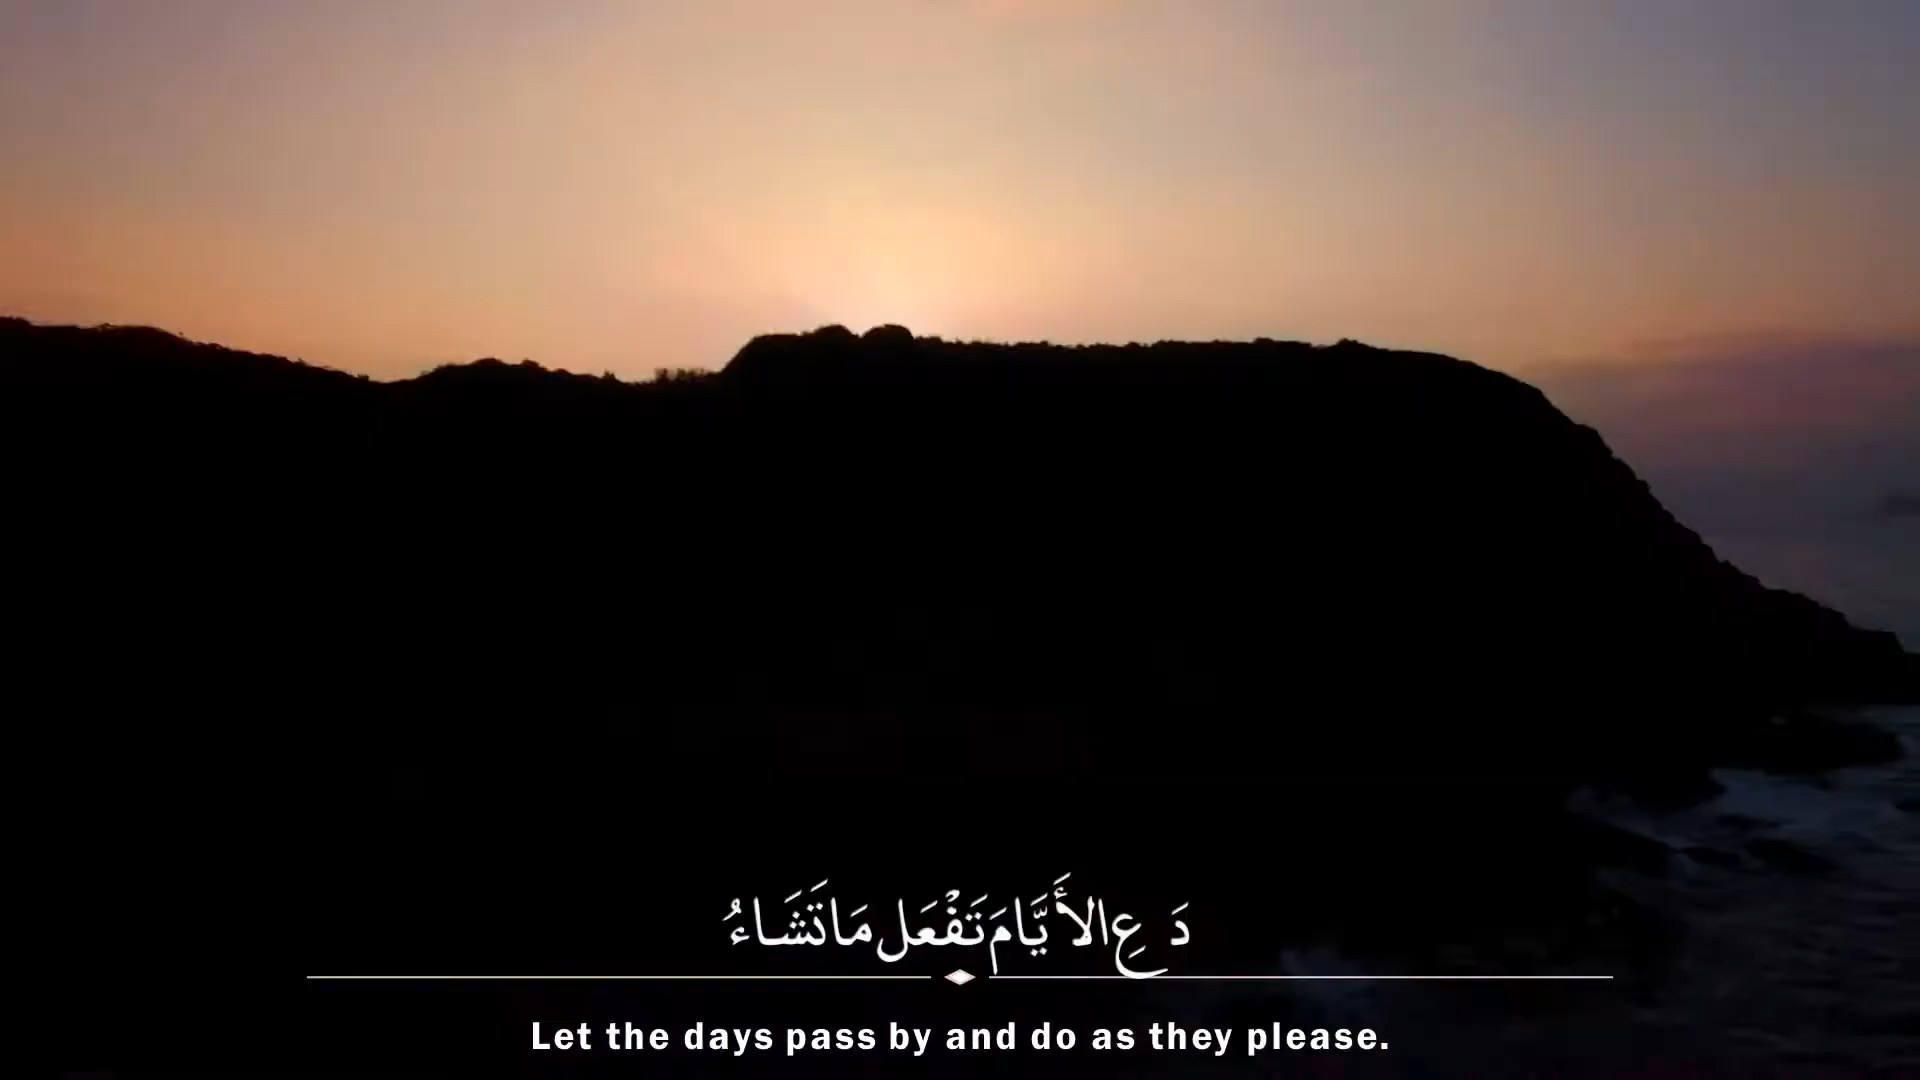 دَعِ الأَيَّامَ تَفْعَل مَا تَشَاءُ
Let the days pass by and do as they please.